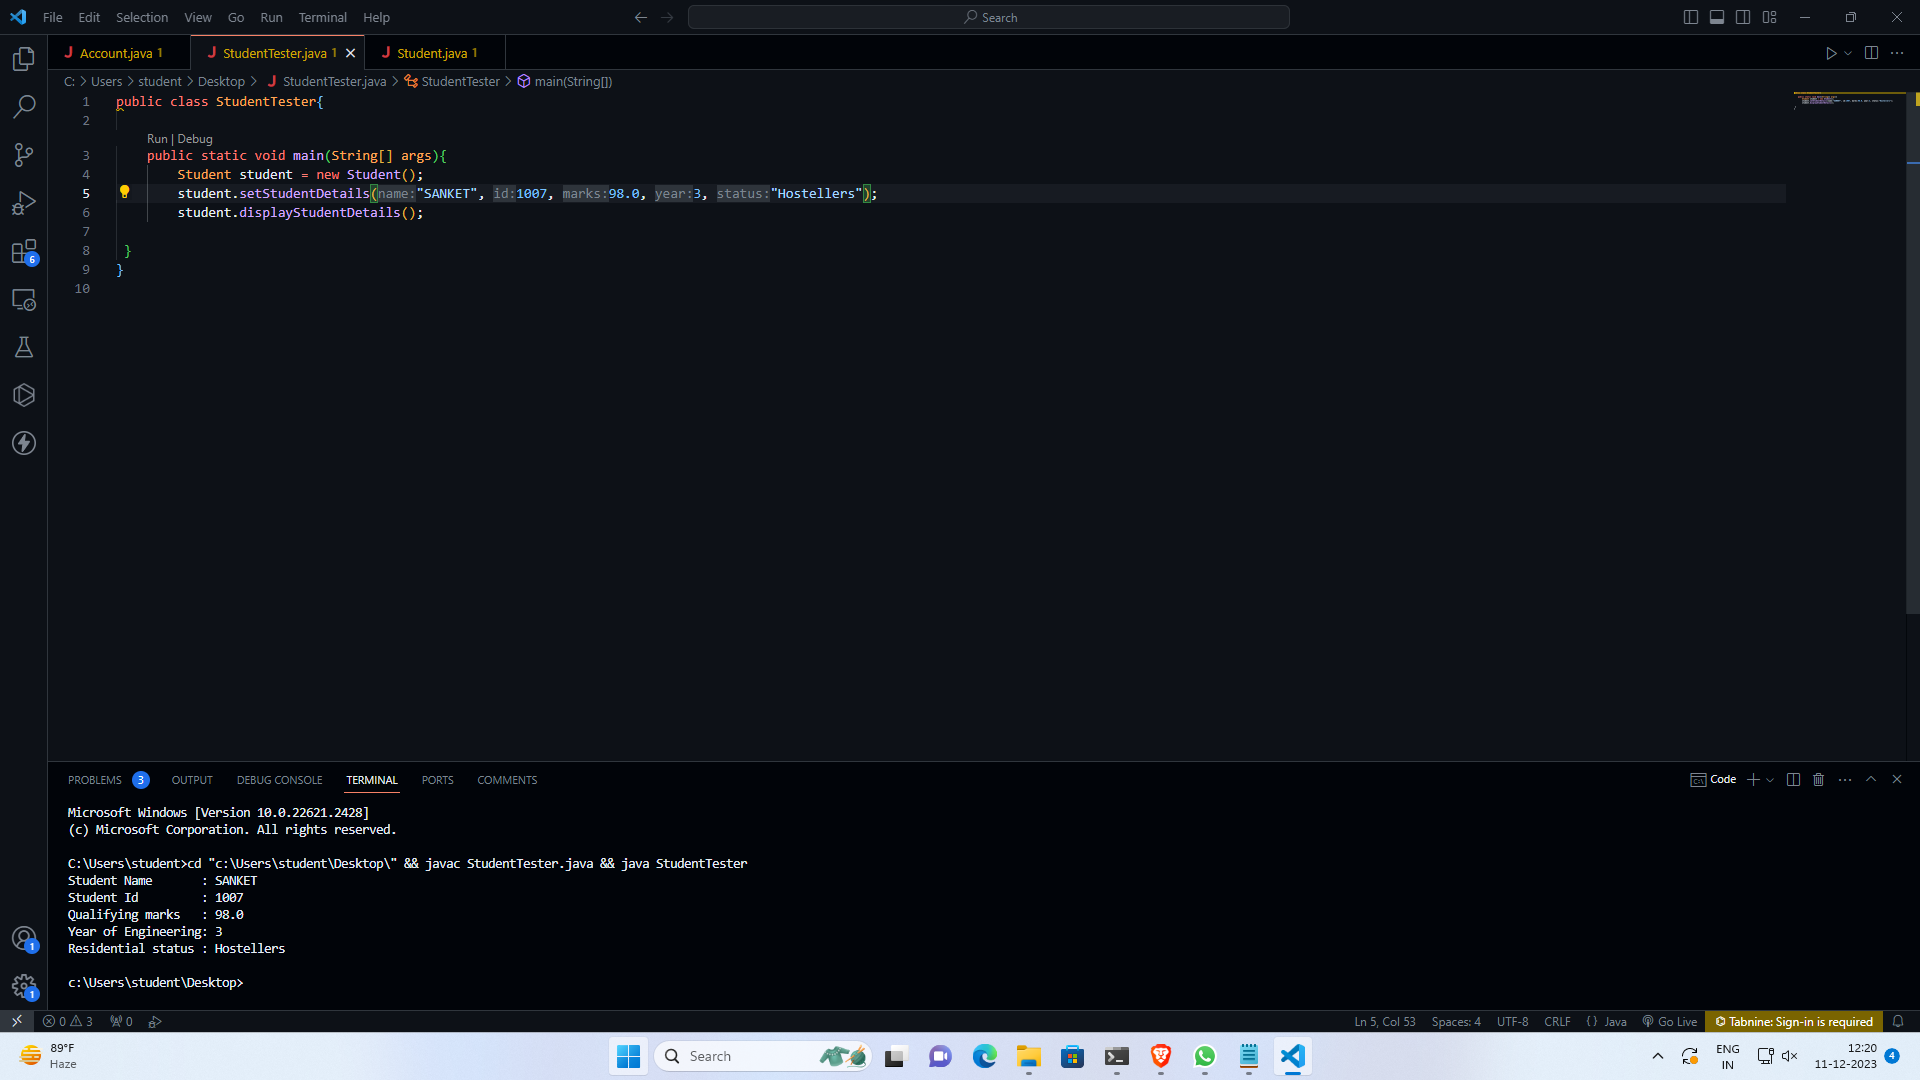 File Edit Selection View Go Run Terminal Help
Search
Account.java 1 StudentTester.java 1 Student.java 1
C: > Users > student > Desktop > StudentTester.java > StudentTester > main(String[])
1 public class StudentTester{
2
Run | Debug
3 public static void main(String[] args){
4 Student student = new Student();
5 student.setStudentDetails(name:"SANKET", id:1007, marks:98.0, year:3, status:"Hostellers");
6 student.displayStudentDetails();
7
8 }
9 }
10
6
PROBLEMS 3 OUTPUT DEBUG CONSOLE TERMINAL PORTS COMMENTS
Code
Microsoft Windows [Version 10.0.22621.2428]
(c) Microsoft Corporation. All rights reserved.
C:\Users\student>cd "c:\Users\student\Desktop\" && javac StudentTester.java && java StudentTester
Student Name : SANKET
Student Id : 1007
Qualifying marks : 98.0
Year of Engineering: 3
Residential status : Hostellers
c:\Users\student\Desktop>
1
1
0 3 0
Ln 5, Col 53 Spaces: 4 UTF-8 CRLF {} Java Go Live Tabnine: Sign-in is required
89°F
Haze
Search
ENG
IN
12:20
11-12-2023
4